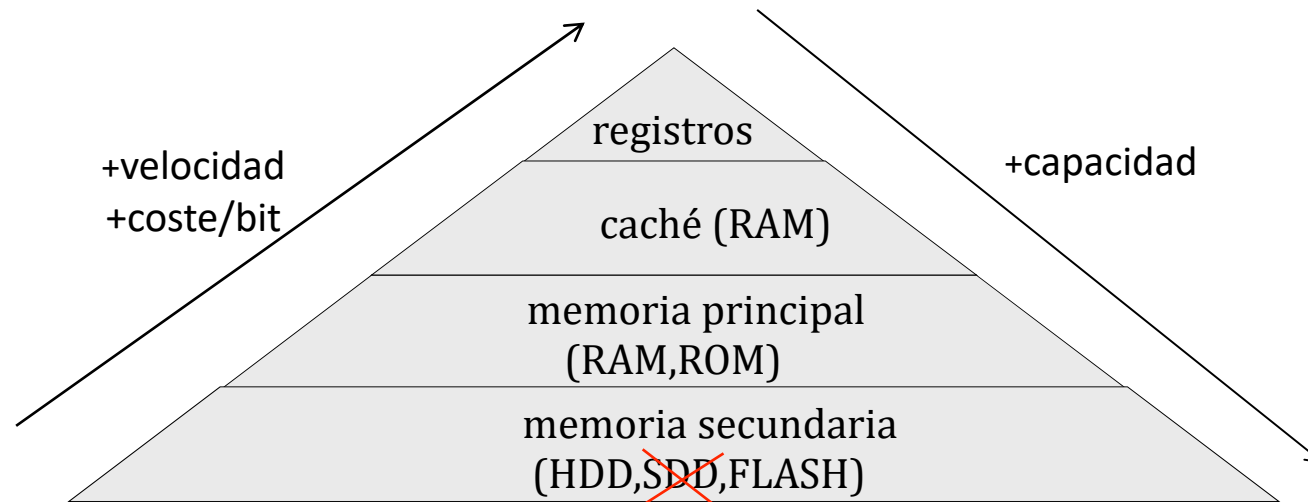 registros
+velocidad
+coste/bit
+capacidad
caché (RAM)
memoria principal
(RAM,ROM)
memoria secundaria
(HDD,SDD,FLASH)